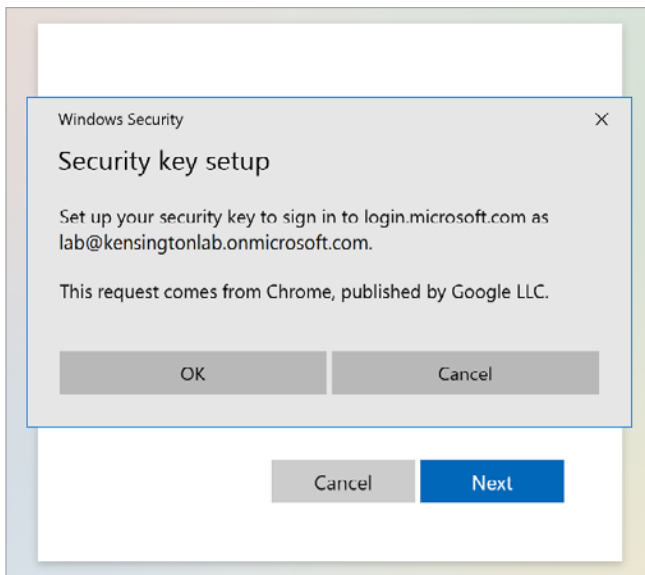 Windows Security
Security key setup
Set up your security key to sign in to login.microsoft.com as
lab@kensingtonlab.onmicrosoft.com.
This request comes from Chrome, published by Google LLC.
OK Cancel
Cancel Next